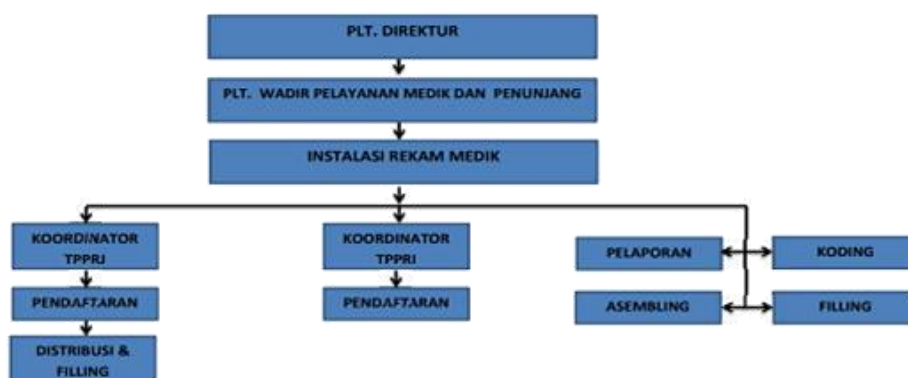 PLT. DIREKTUR
PLT. WADIR PELAYANAN MEDIK DAN PENUNJANG
INSTALASI REKAM MEDIK
KOORDINATOR
TPPRJ
KOORDINATOR
TPPRI
PELAPORAN
KODING
PENDAFTARAN
PENDAFTARAN
ASEMBLING
FILLING
DISTRIBUSI &
FILLING